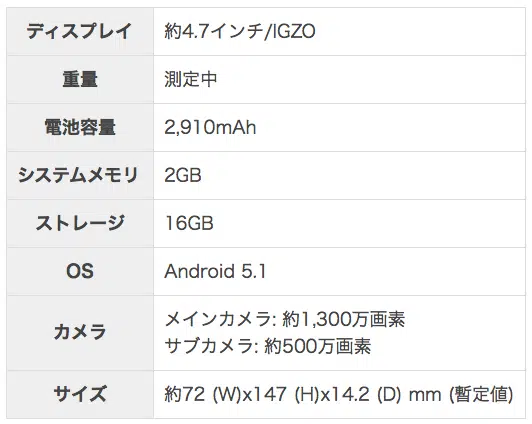 ディスプレイ 約4.7インチ/IGZO
重量 測定中
電池容量 2,910mAh
システムメモリ 2GB
ストレージ 16GB
OS Android 5.1
カメラ メインカメラ: 約1,300万画素
サブカメラ: 約500万画素
サイズ 約72 (W)x147 (H)x14.2 (D) mm (暫定値)